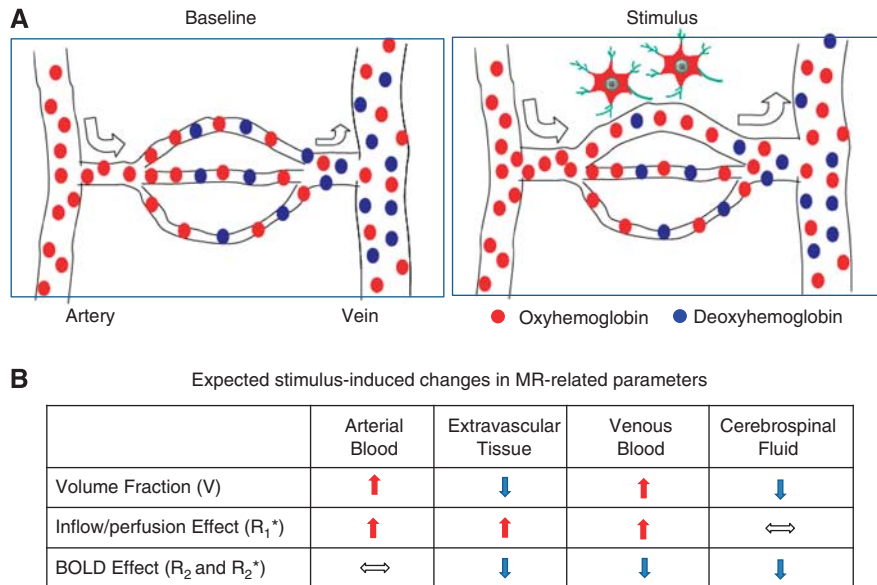 A
Baseline
Stimulus
Artery
Vein
Oxyhemoglobin
Deoxyhemoglobin
B
Expected stimulus-induced changes in MR-related parameters
Arterial Blood
Extravascular Tissue
Venous Blood
Cerebrospinal Fluid
Volume Fraction (V)
Inflow/perfusion Effect (R₁*)
BOLD Effect (R₂ and R₂*)